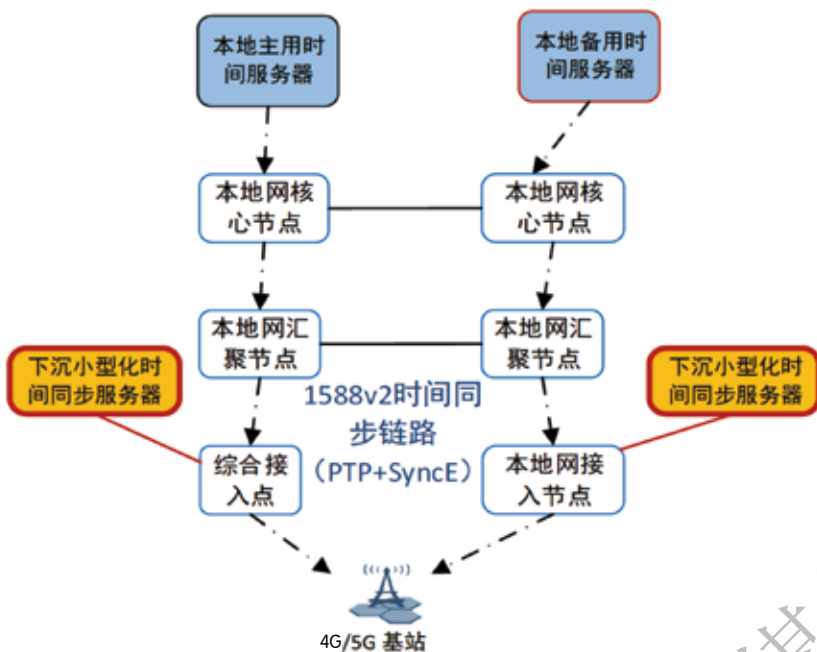 本地主用时
间服务器
本地备用时
间服务器
本地网核
心节点
本地网核
心节点
本地网汇
聚节点
本地网汇
聚节点
下沉小型化时
间同步服务器
下沉小型化时
间同步服务器
1588v2时间同
步链路
（PTP+SyncE）
综合接
入点
本地网接
入节点
4G/5G 基站